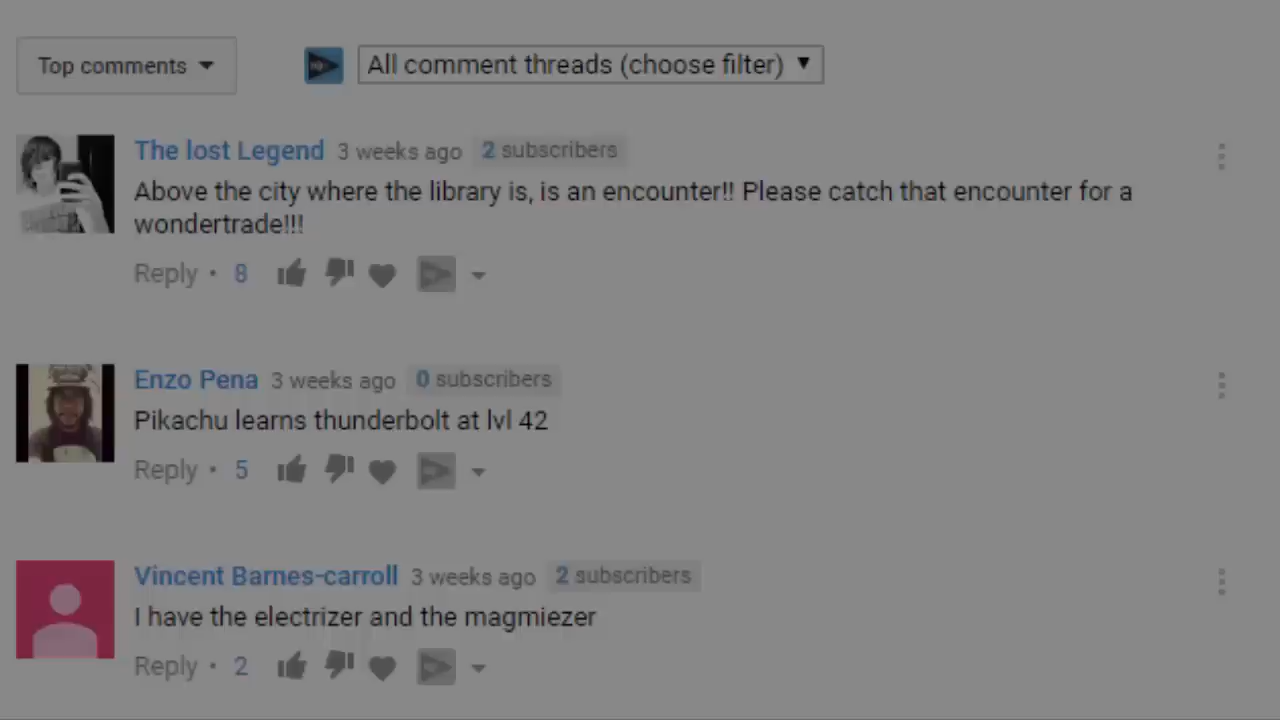 Top comments
All comment threads (choose filter)
The lost Legend 3 weeks ago 2 subscribers
Above the city where the library is, is an encounter!! Please catch that encounter for a
wondertrade!!!
Reply • 8
Enzo Pena 3 weeks ago 0 subscribers
Pikachu learns thunderbolt at lvl 42
Reply • 5
Vincent Barnes-carroll 3 weeks ago 2 subscribers
I have the electrizer and the magmiezer
Reply • 2